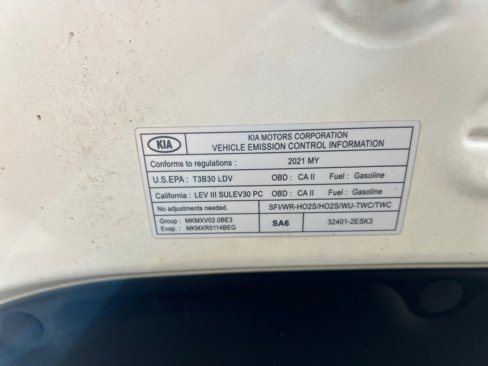 KIA
KIA MOTORS CORPORATION
VEHICLE EMISSION CONTROL INFORMATION
Conforms to regulations : 2021 MY
U.S.EPA : T3B30 LDV OBD : CA II Fuel : Gasoline
California : LEV III SULEV30 PC OBD : CA II Fuel : Gasoline
No adjustments needed. SFI/WR-HO2S/HO2S/WU-TWC/TWC
Group : MKMXV02.0BE3
Evap. : MKMXR0114BEG
SA6
32401-2ESK3